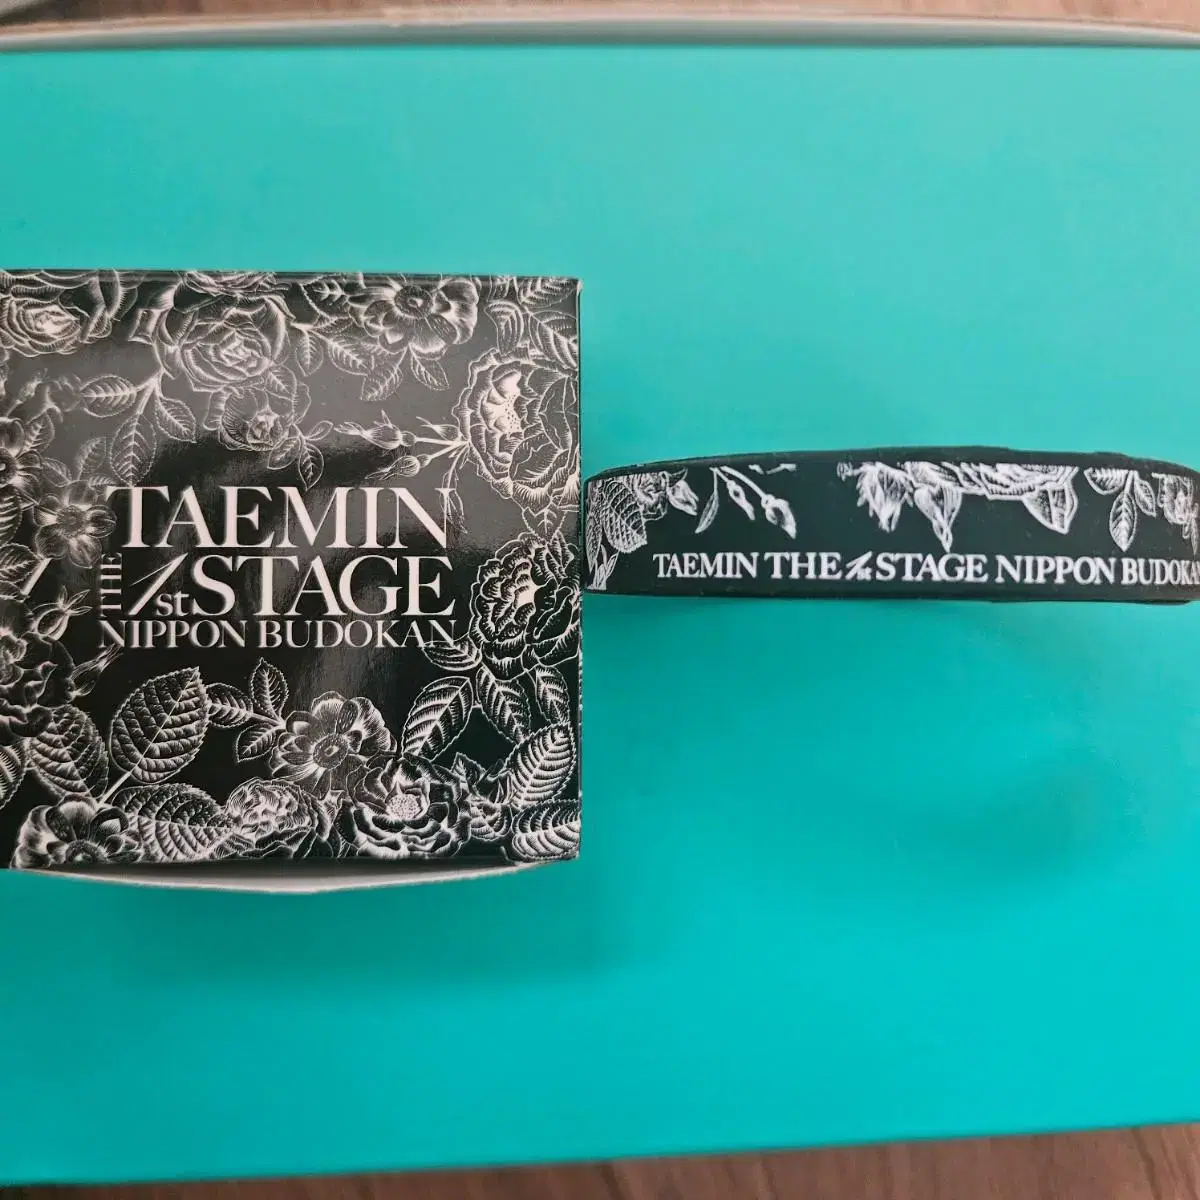 TAEMIN
THE 1st STAGE
NIPPON BUDOKAN
TAEMIN THE 1st STAGE NIPPON BUDOKAN